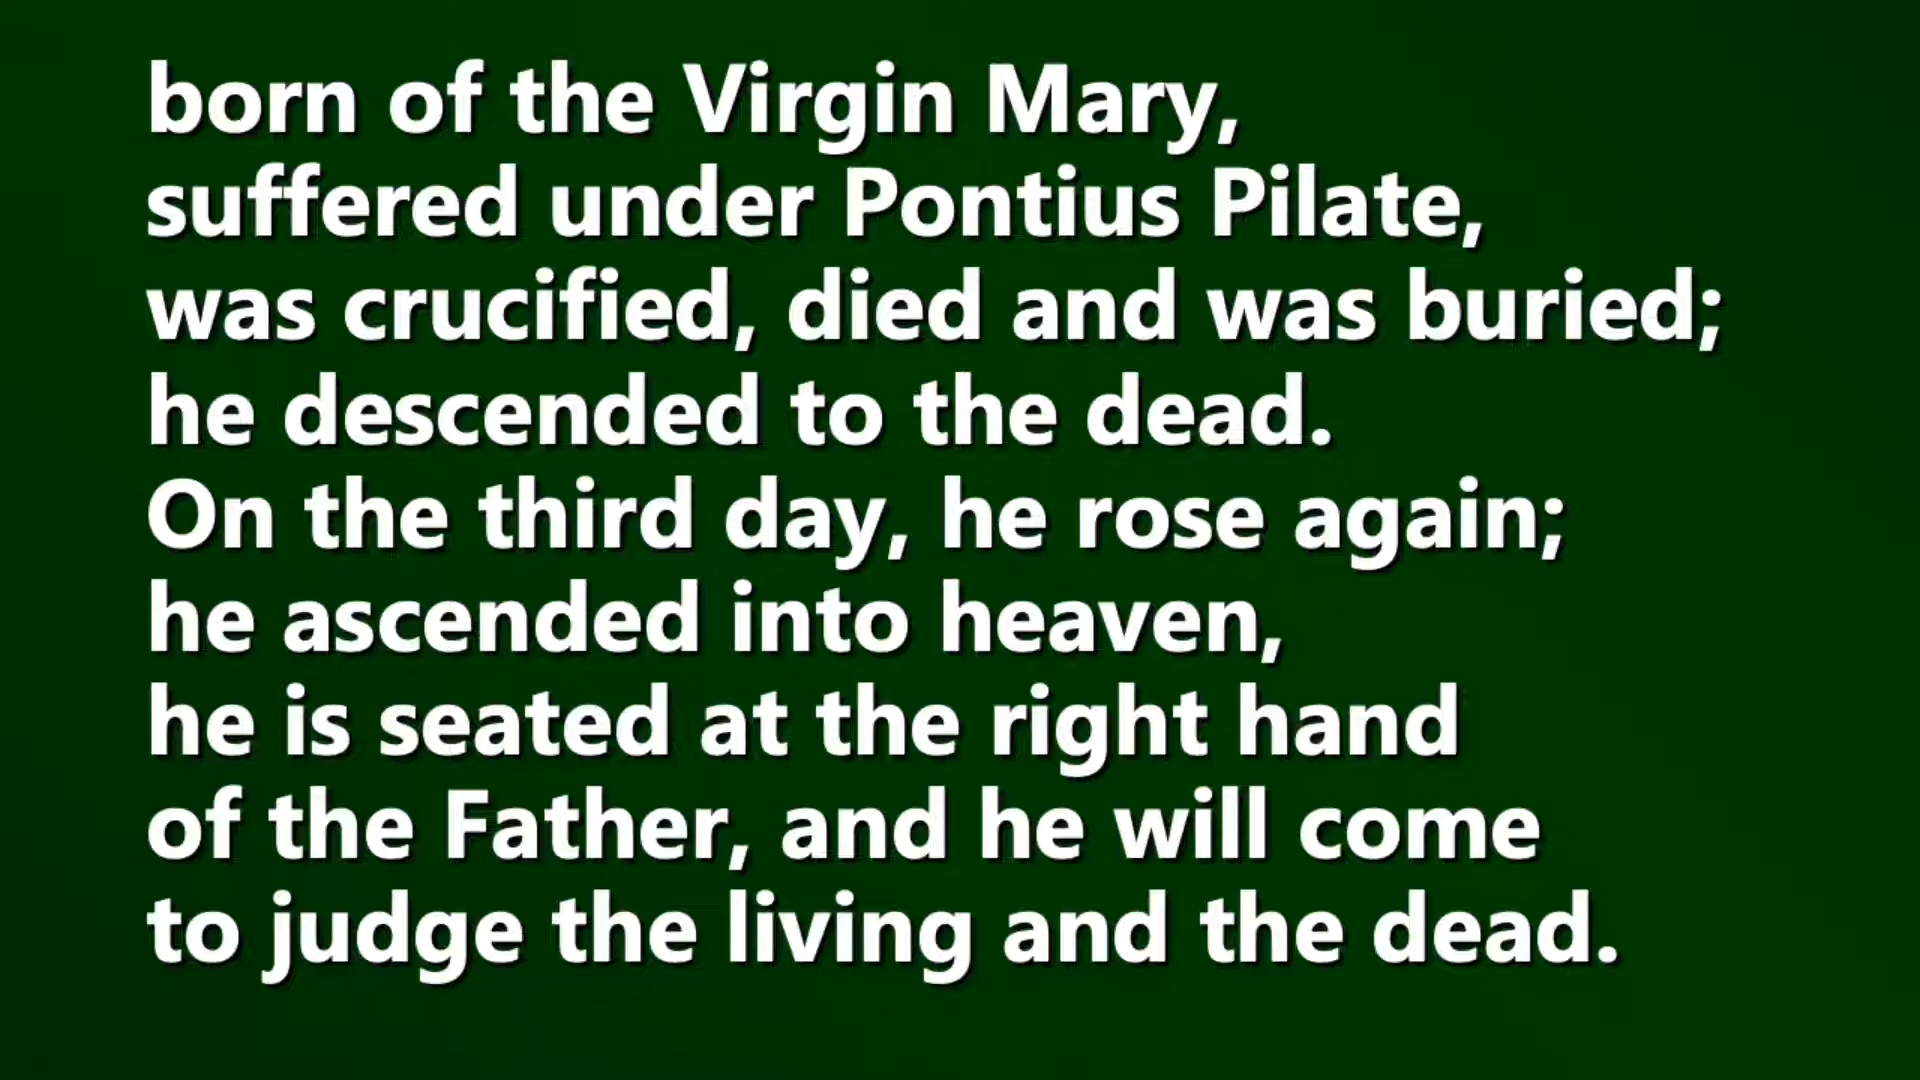 born of the Virgin Mary,
suffered under Pontius Pilate,
was crucified, died and was buried;
he descended to the dead.
On the third day, he rose again;
he ascended into heaven,
he is seated at the right hand
of the Father, and he will come
to judge the living and the dead.